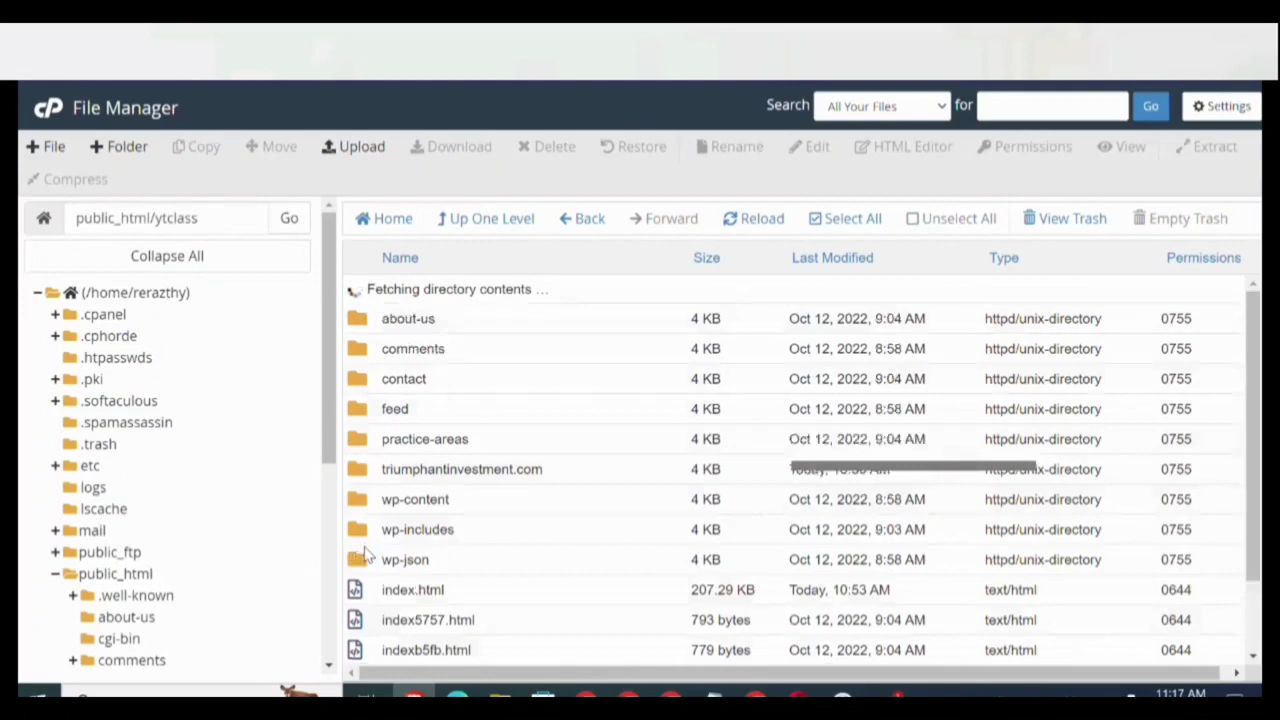 cP File Manager
Search All Your Files for Go Settings
+ File + Folder Copy Move Upload Download Delete Restore Rename Edit HTML Editor Permissions View Extract
Compress
public_html/ytclass Go
Home Up One Level Back Forward Reload Select All Unselect All View Trash Empty Trash
Collapse All
Name Size Last Modified Type Permissions
Fetching directory contents ...
(/home/rerazthy)
.cpanel
.cphorde
.htpasswds
.pki
.softaculous
.spamassassin
.trash
etc
logs
lscache
mail
public_ftp
public_html
.well-known
about-us
cgi-bin
comments
about-us 4 KB Oct 12, 2022, 9:04 AM httpd/unix-directory 0755
comments 4 KB Oct 12, 2022, 8:58 AM httpd/unix-directory 0755
contact 4 KB Oct 12, 2022, 9:04 AM httpd/unix-directory 0755
feed 4 KB Oct 12, 2022, 8:58 AM httpd/unix-directory 0755
practice-areas 4 KB Oct 12, 2022, 9:04 AM httpd/unix-directory 0755
triumphantinvestment.com 4 KB httpd/unix-directory 0755
wp-content 4 KB Oct 12, 2022, 8:58 AM httpd/unix-directory 0755
wp-includes 4 KB Oct 12, 2022, 9:03 AM httpd/unix-directory 0755
wp-json 4 KB Oct 12, 2022, 8:58 AM httpd/unix-directory 0755
index.html 207.29 KB Today, 10:53 AM text/html 0644
index5757.html 793 bytes Oct 12, 2022, 9:04 AM text/html 0644
indexb5fb.html 779 bytes Oct 12, 2022, 9:04 AM text/html 0644
11:17 AM